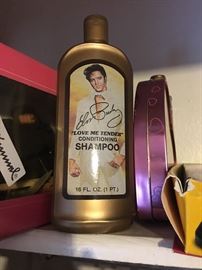 Elvis Presley
"LOVE ME TENDER"
CONDITIONING
SHAMPOO
16 FL. OZ. (1 PT.)